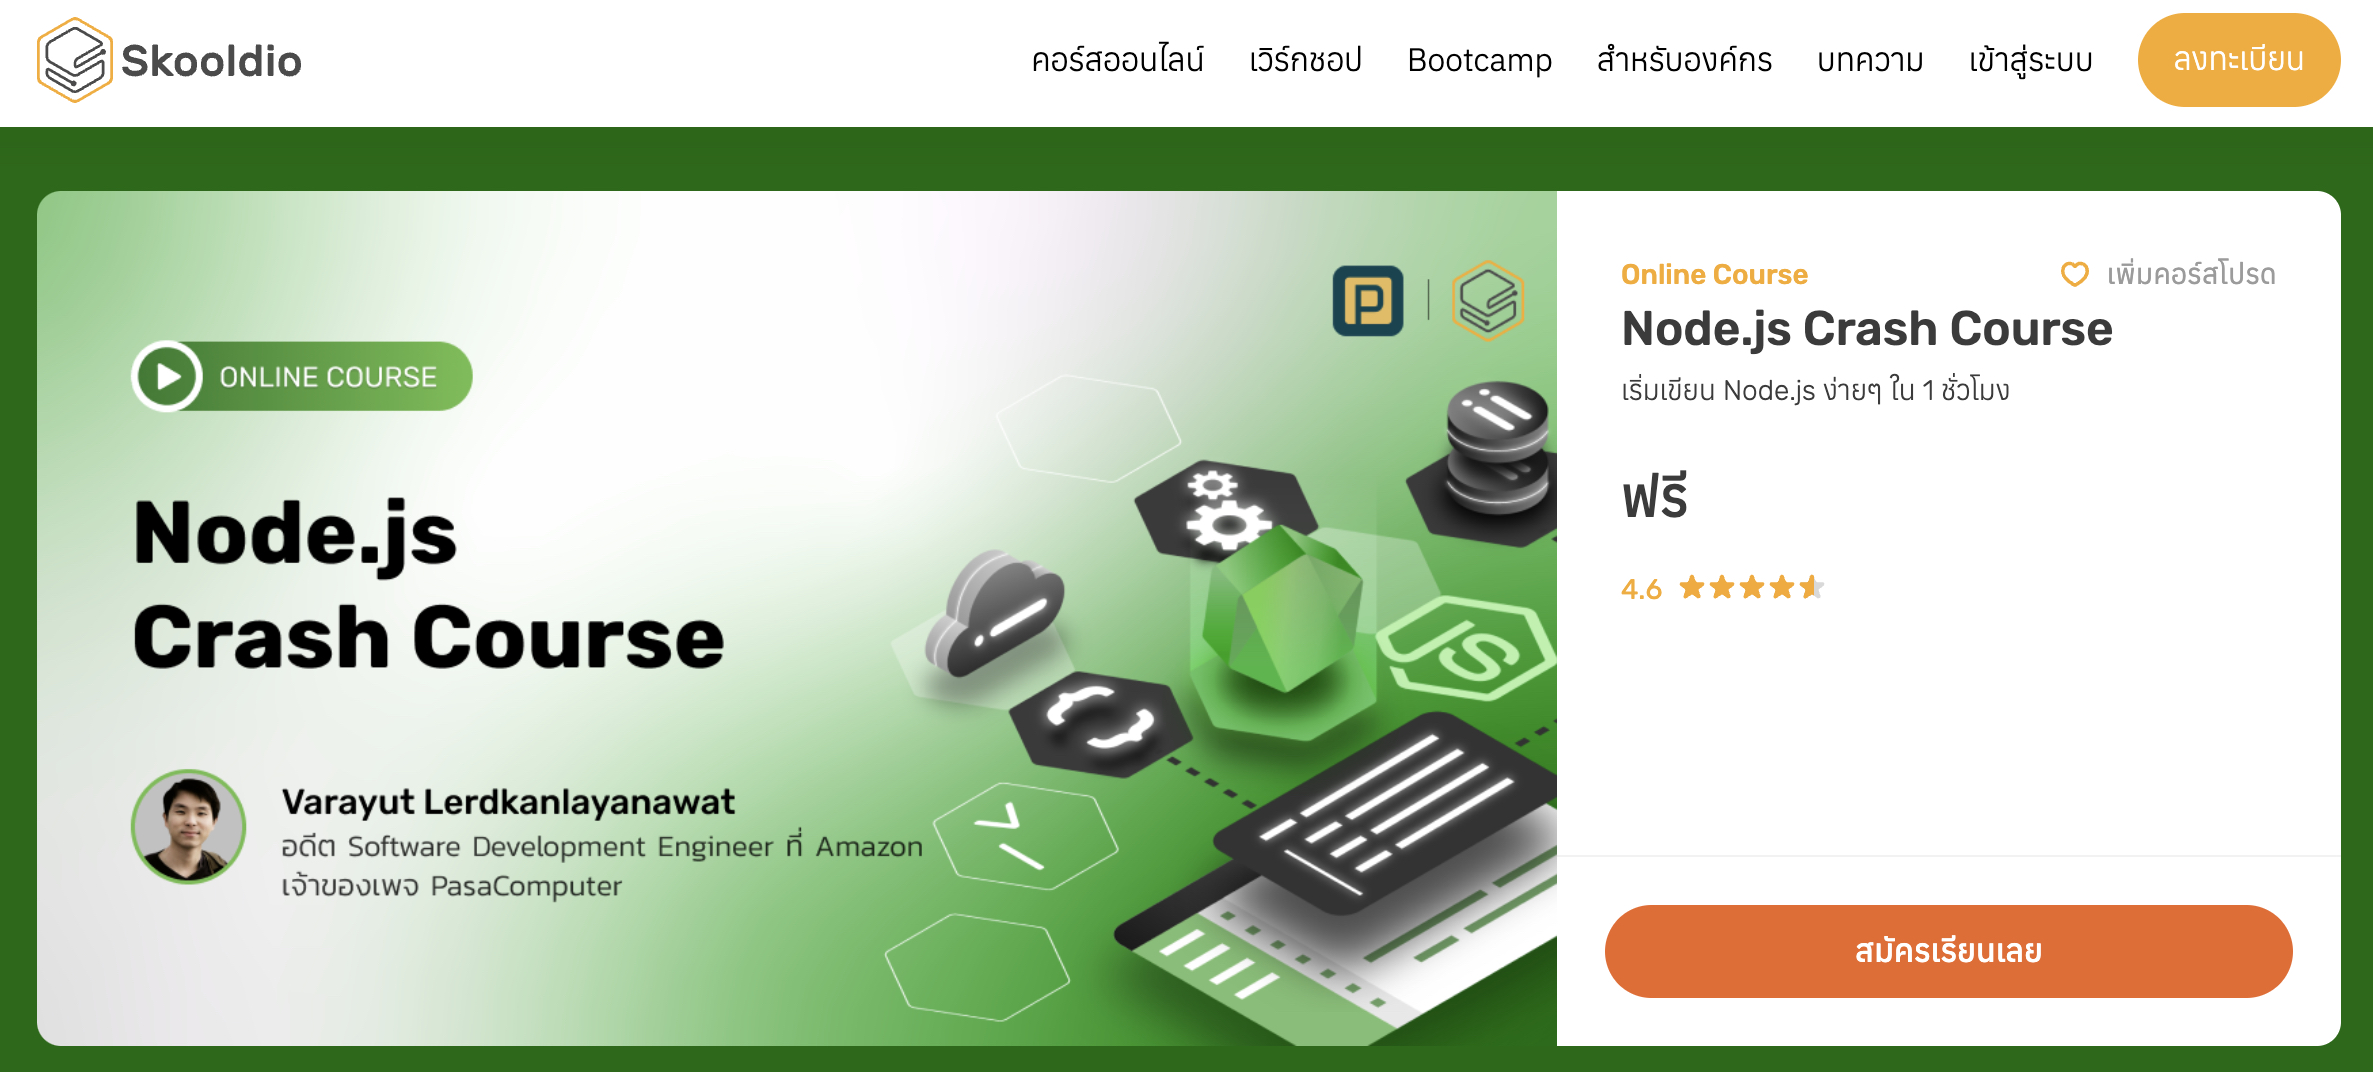 Skooldio
คอร์สออนไลน์
เวิร์กชอป
Bootcamp
สำหรับองค์กร
บทความ
เข้าสู่ระบบ
ลงทะเบียน
ONLINE COURSE
Node.js
Crash Course
Varayut Lerdkanlayanawat
อดีต Software Development Engineer ที่ Amazon
เจ้าของเพจ PasaComputer
P
JS
Online Course
เพิ่มคอร์สโปรด
Node.js Crash Course
เริ่มเขียน Node.js ง่ายๆ ใน 1 ชั่วโมง
ฟรี
4.6
สมัครเรียนเลย